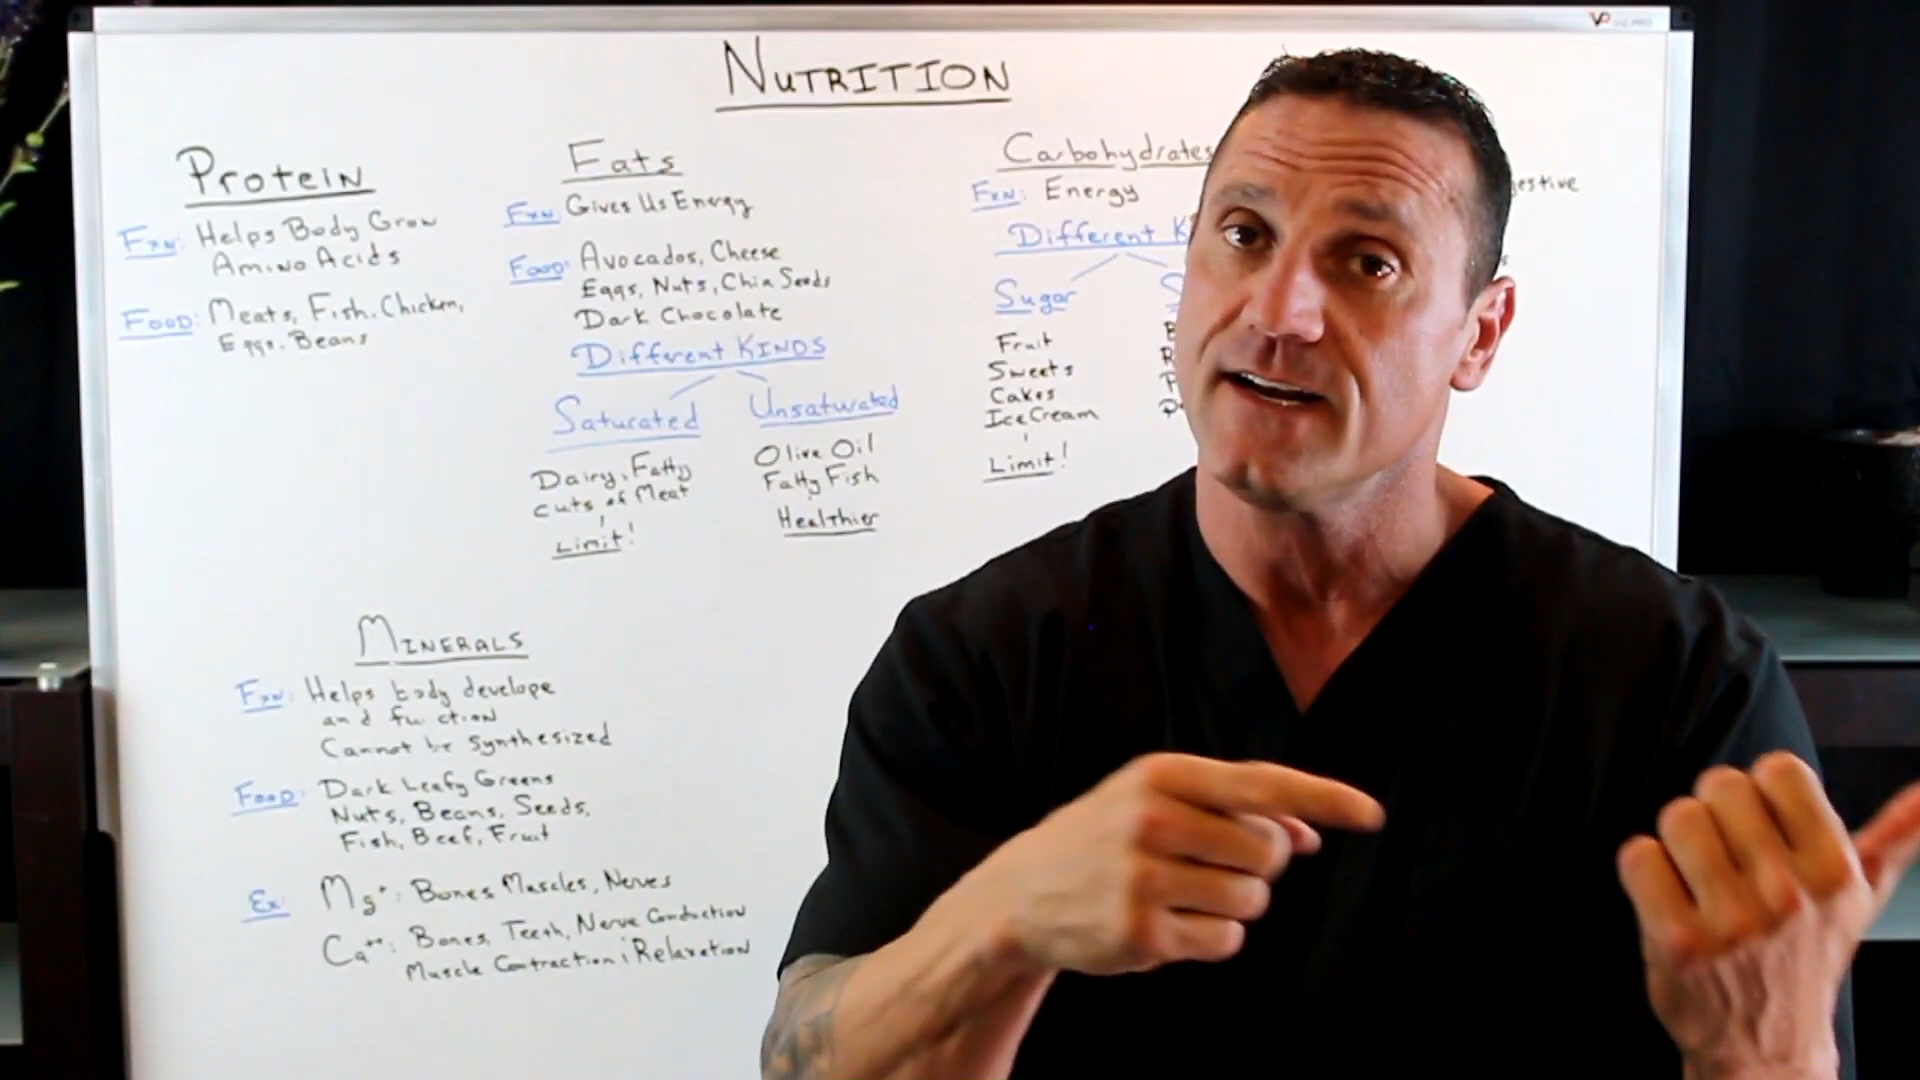 NUTRITION
PROTEIN
FXN: Helps Body Grow
Amino Acids
FOOD: Meats, Fish, Chicken,
Eggs, Beans
Fats
FXN: Gives Us Energy
FOOD: Avocados, Cheese
Eggs, Nuts, Chia Seeds
Dark Chocolate
Different KINDS
Saturated
Dairy, Fatty
cuts of Meat
Limit!
Unsaturated
Olive Oil
Fatty Fish
Healthier
Carbohydrates
FXN: Energy
Different K
Sugar
Fruit
Sweets
Cakes
Ice Cream
Limit!
gestive
MINERALS
FXN: Helps body develope
and function
Cannot be synthesized
FOOD: Dark Leafy Greens
Nuts, Beans, Seeds,
Fish, Beef, Fruit
Ex Mg+: Bones, Muscles, Nerves
Ca++: Bones, Teeth, Nerve Conduction
Muscle Contraction & Relaxation